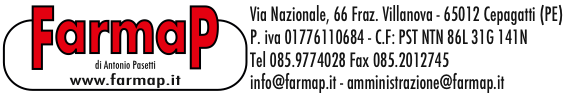 FarmaP
di Antonio Pasetti
www.farmap.it
Via Nazionale, 66 Fraz. Villanova - 65012 Cepagatti (PE)
P. iva 01776110684 - C.F: PST NTN 86L 31G 141N
Tel 085.9774028 Fax 085.2012745
info@farmap.it - amministrazione@farmap.it